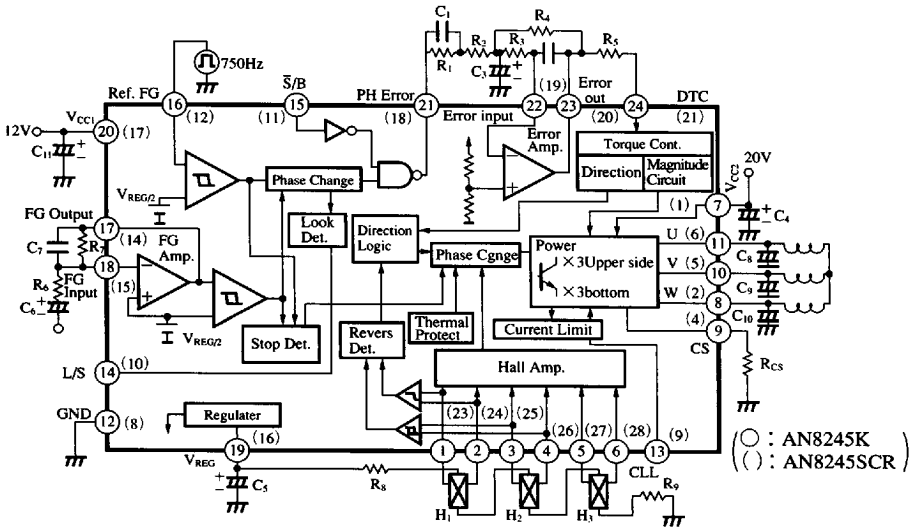 C₁
R₁
R₂
R₃
R₄
R₅
C₃
+
−
750Hz
Ref. FG
16
(12)
S̅/B
15
(11)
PH Error
21
(18)
Error input
22
(19)
Error out
23
(20)
24
DTC
(21)
12V
VCC1
20
(17)
C₁₁
+
−
VREG/2
Phase Change
Error Amp.
−
+
Torque Cont.
Direction
Magnitude Circuit
20V
VCC2
(1)
7
C₄
+
−
FG Output
17
(14)
C₇
R₇
FG Amp.
18
−
+
R₆
FG Input
(15)
C₆
+
−
VREG/2
Look Det.
Direction Logic
Phase Cgnge
Power
×3Upper side
×3bottom
U
(6)
11
V
(5)
10
W
(2)
8
C₈
C₉
C₁₀
(4)
9
CS
RCS
Stop Det.
Revers Det.
Thermal Protect
Current Limit
Hall Amp.
L/S
14
(10)
GND
12
(8)
Regulater
(16)
19
VREG
+
−
C₅
(23)
(24)
(25)
(26)
(27)
(28)
(9)
1
2
3
4
5
6
13
CLL
R₈
H₁
H₂
H₃
R₉
○ : AN8245K
( ) : AN8245SCR